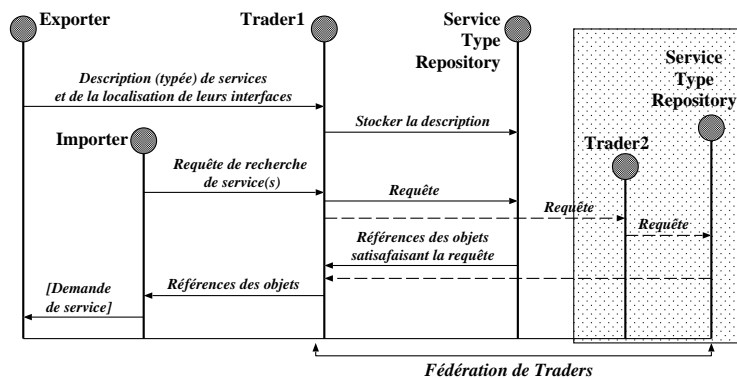 Exporter
Trader1
Service
Type
Repository
Service
Type
Repository
Description (typée) de services
et de la localisation de leurs interfaces
Stocker la description
Importer
Trader2
Requête de recherche
de service(s)
Requête
Requête
Requête
Références des objets
satisafaisant la requête
Références des objets
[Demande
de service]
Fédération de Traders